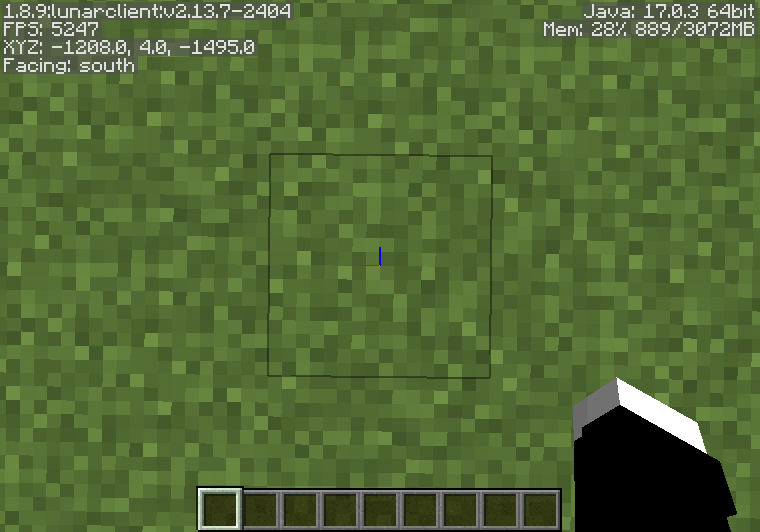 1.8.9:lunarclient:v2.13.7-2404
FPS: 5247
XYZ: -1208.0, 4.0, -1495.0
Facing: south
Java: 17.0.3 64bit
Mem: 28% 889/3072MB